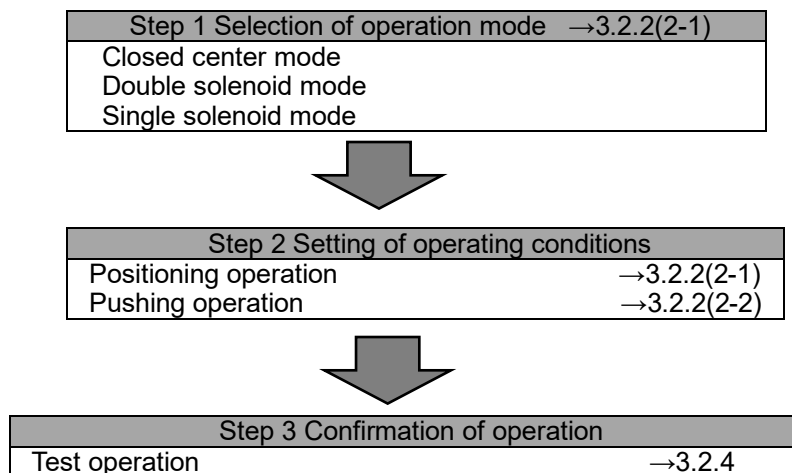 Step 1 Selection of operation mode →3.2.2(2-1)
Closed center mode
Double solenoid mode
Single solenoid mode
Step 2 Setting of operating conditions
Positioning operation →3.2.2(2-1)
Pushing operation →3.2.2(2-2)
Step 3 Confirmation of operation
Test operation →3.2.4